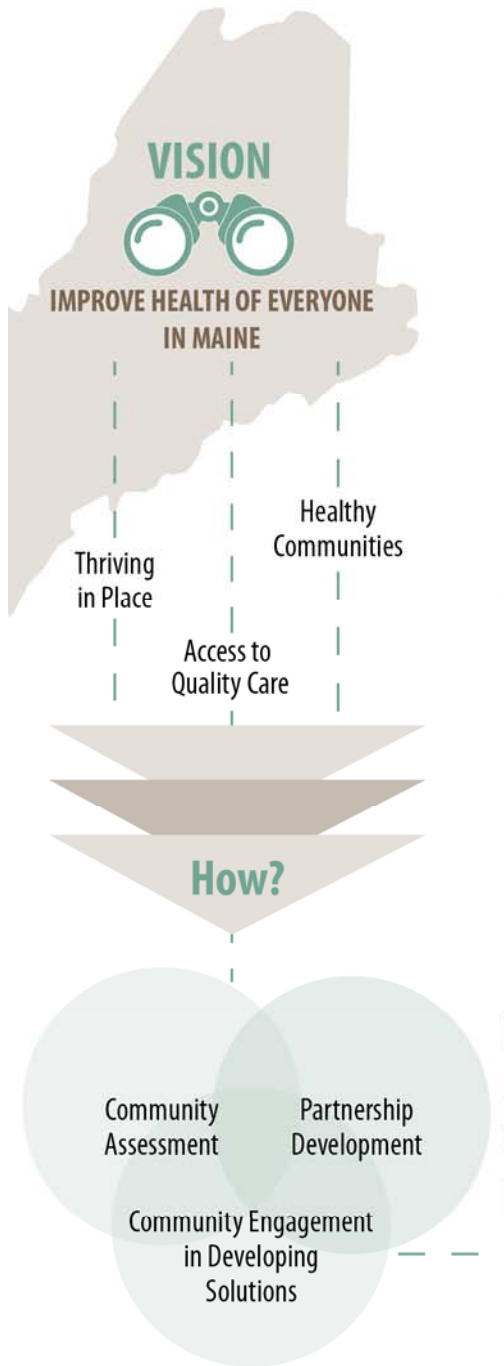 VISION
IMPROVE HEALTH OF EVERYONE
IN MAINE
Thriving
in Place
Access to
Quality Care
Healthy
Communities
How?
Community
Assessment
Partnership
Development
Community Engagement
in Developing
Solutions